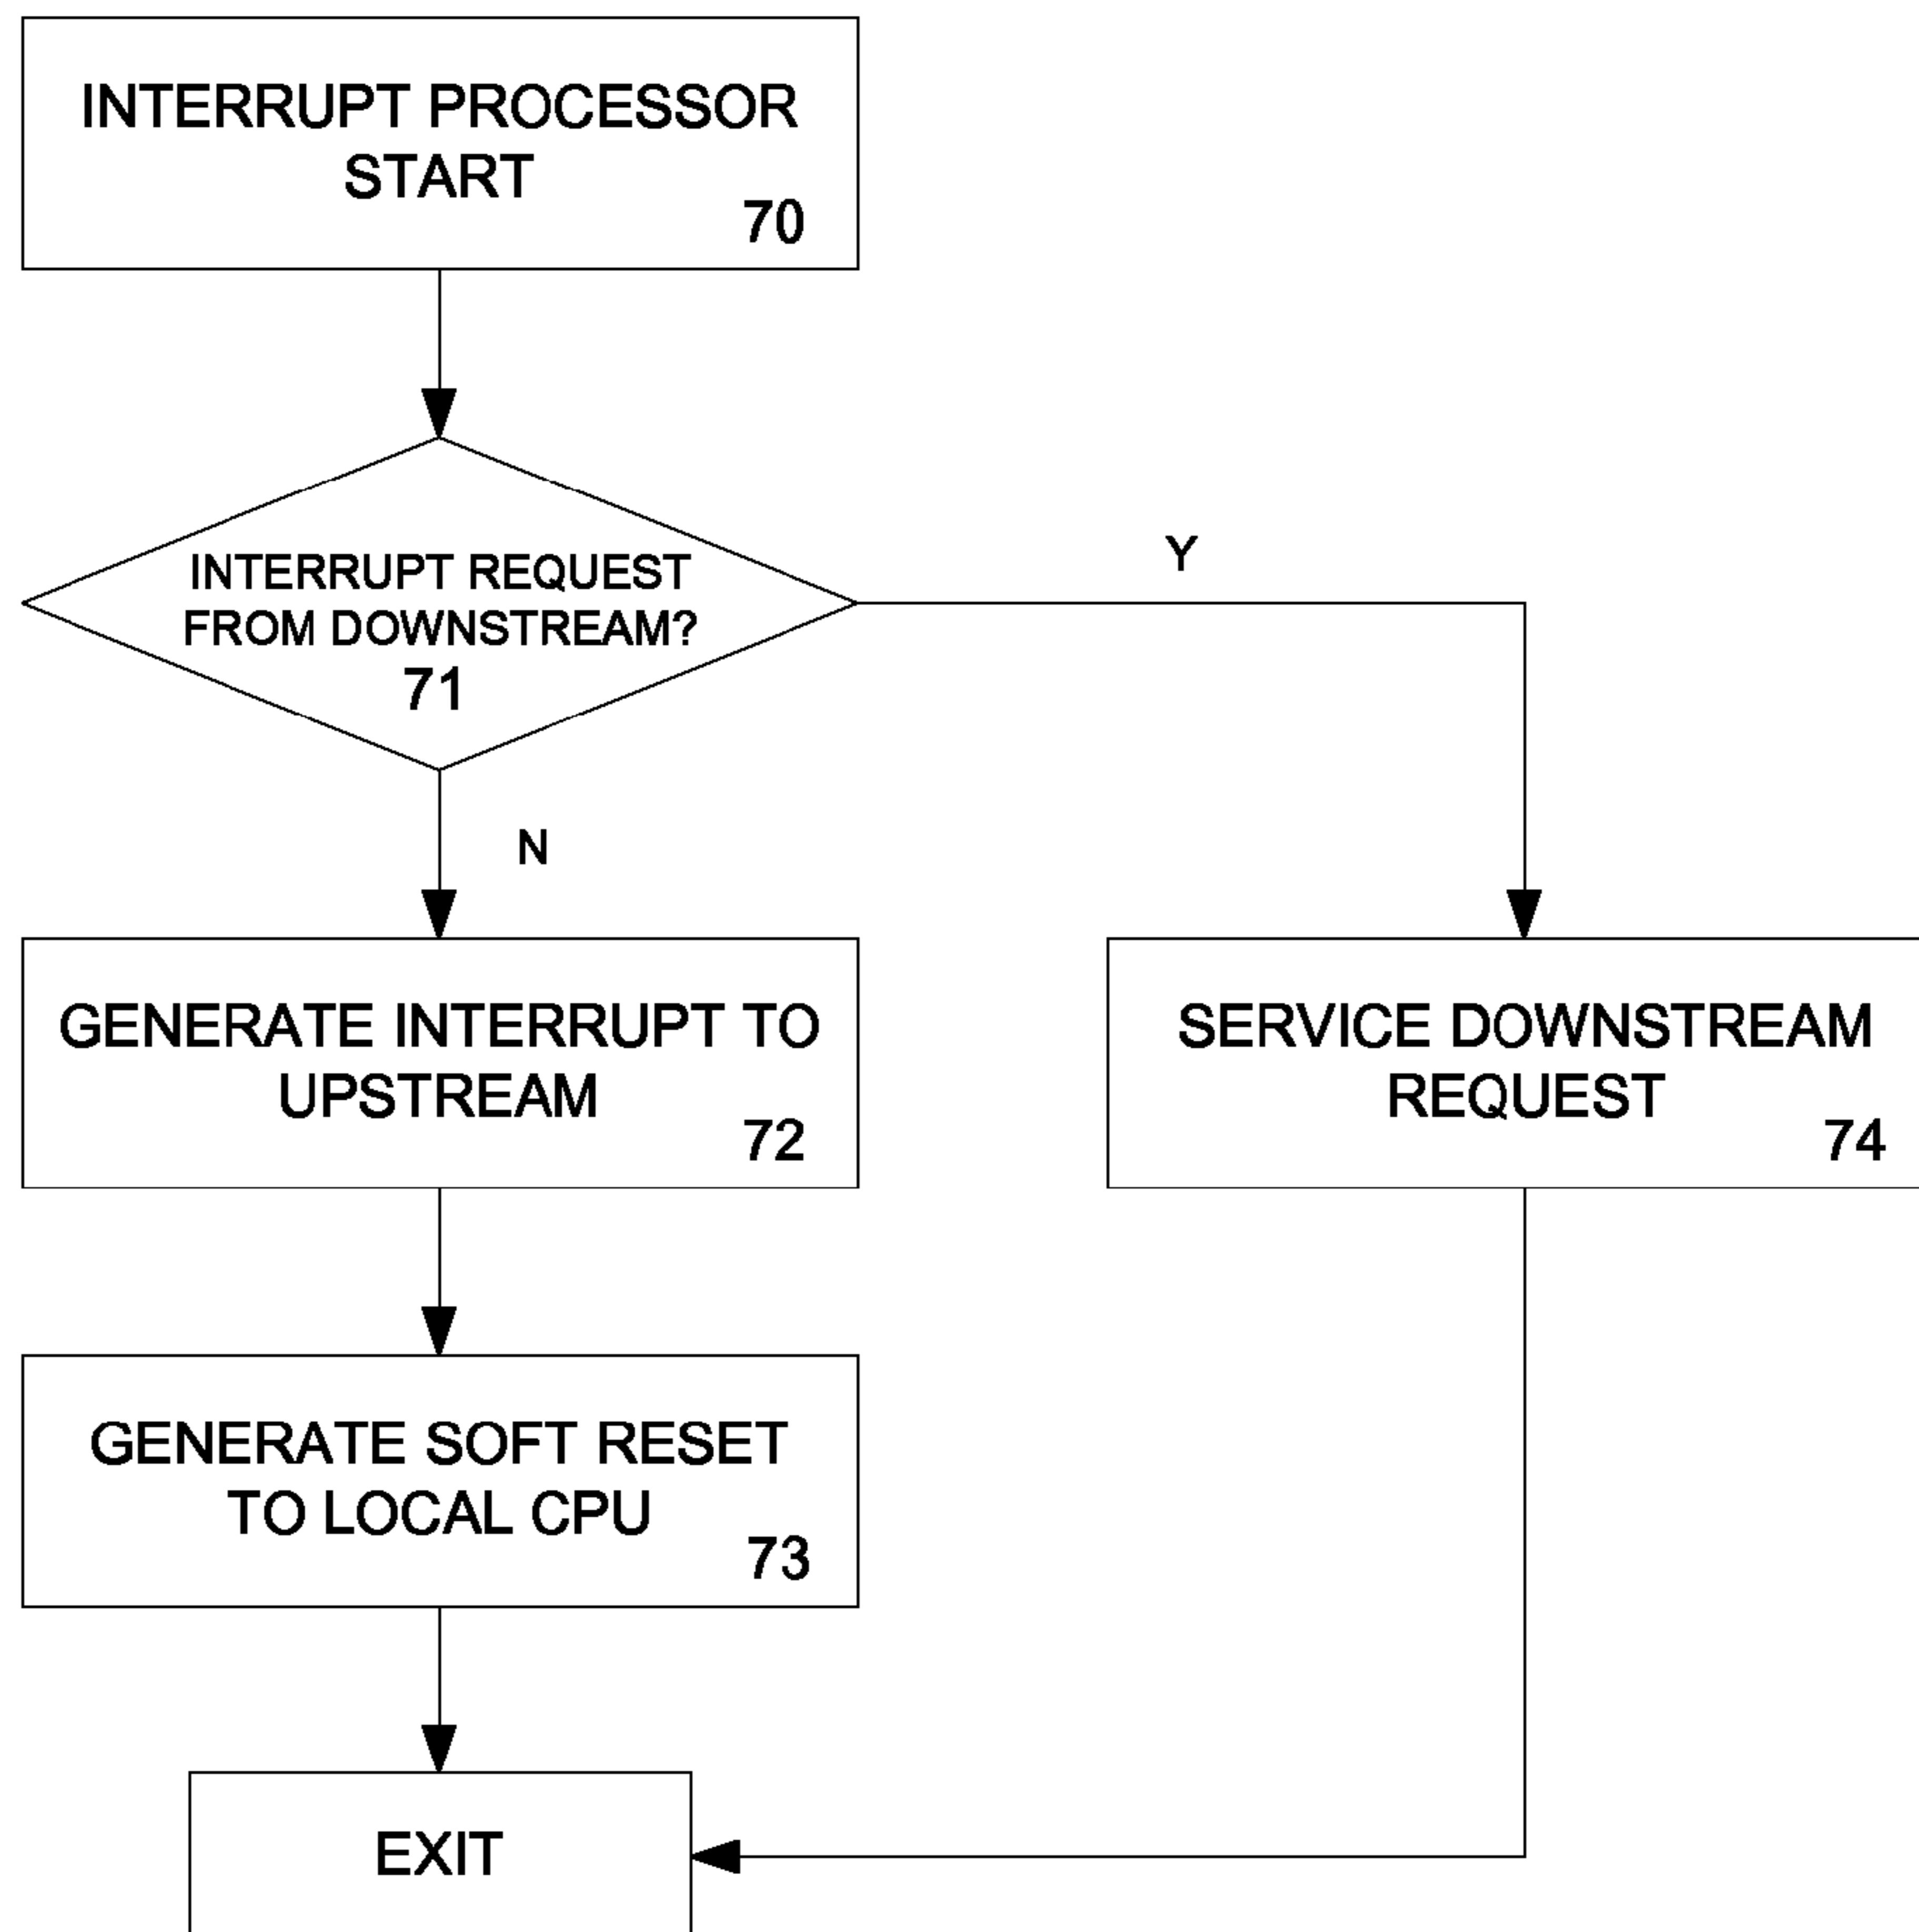 INTERRUPT PROCESSOR
START
70
INTERRUPT REQUEST
FROM DOWNSTREAM?
71
Y
N
GENERATE INTERRUPT TO
UPSTREAM
72
SERVICE DOWNSTREAM
REQUEST
74
GENERATE SOFT RESET
TO LOCAL CPU
73
EXIT